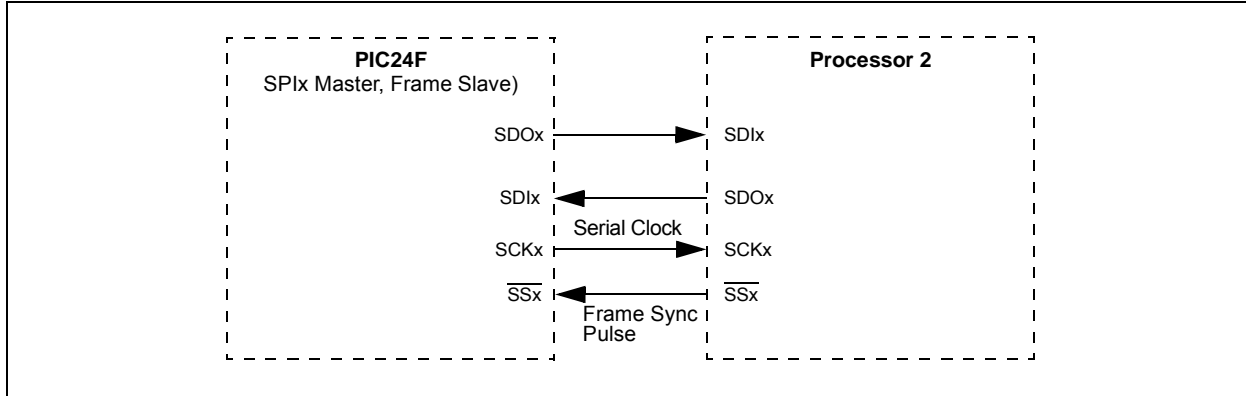 PIC24F
SPIx Master, Frame Slave)
Processor 2
SDOx
SDIx
SDIx
SDOx
Serial Clock
SCKx
SCKx
SSx
SSx
Frame Sync
Pulse